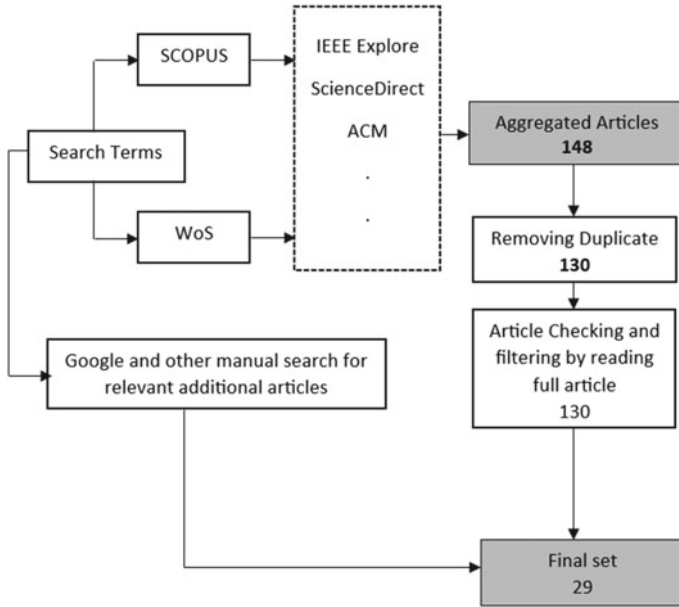 SCOPUS
Search Terms
WoS
IEEE Explore
ScienceDirect
ACM
.
.
Aggregated Articles
148
Removing Duplicate
130
Article Checking and
filtering by reading
full article
130
Google and other manual search for
relevant additional articles
Final set
29